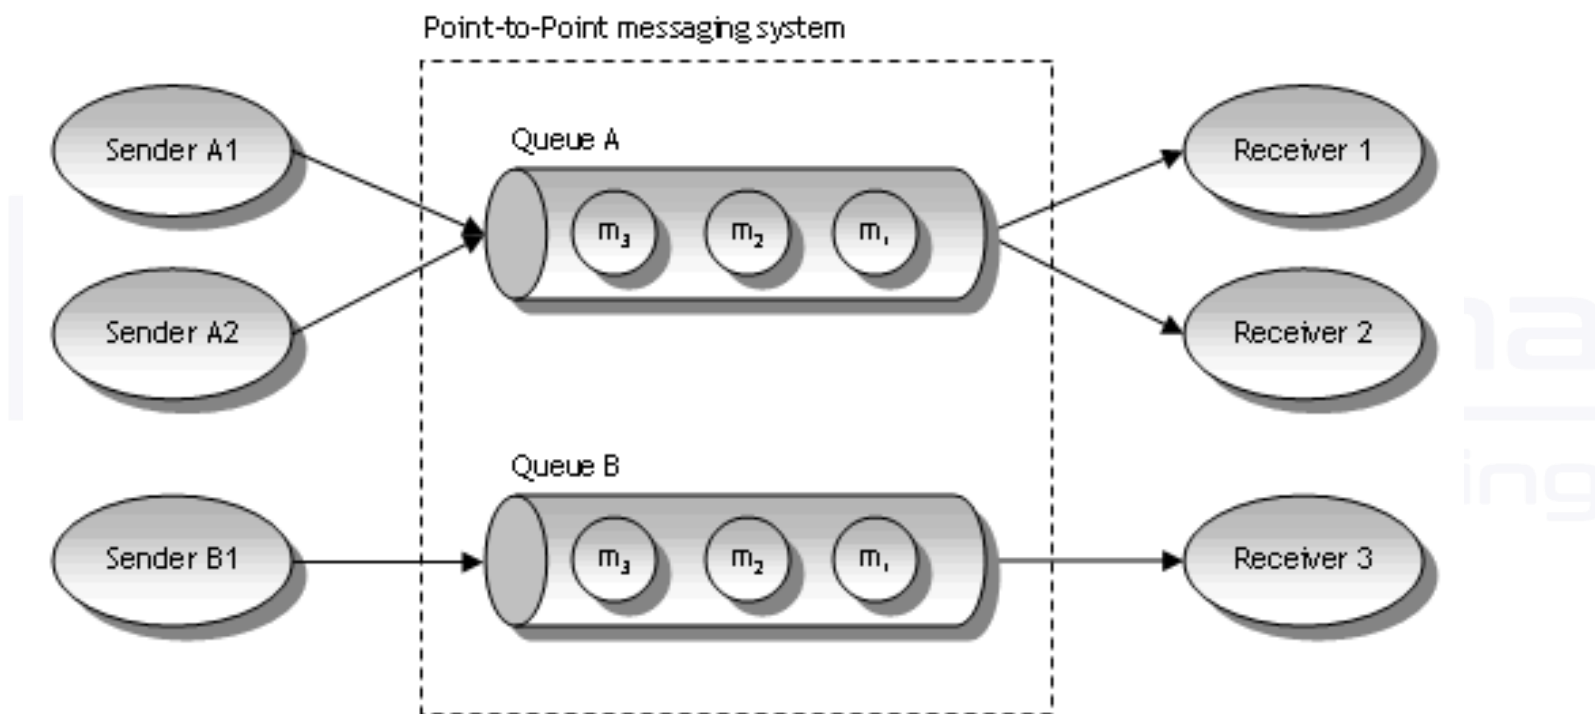 Point-to-Point messaging system
Sender A1
Queue A
Receiver 1
m₃ m₂ m₁
Sender A2
Receiver 2
Queue B
Sender B1
m₃ m₂ m₁
Receiver 3